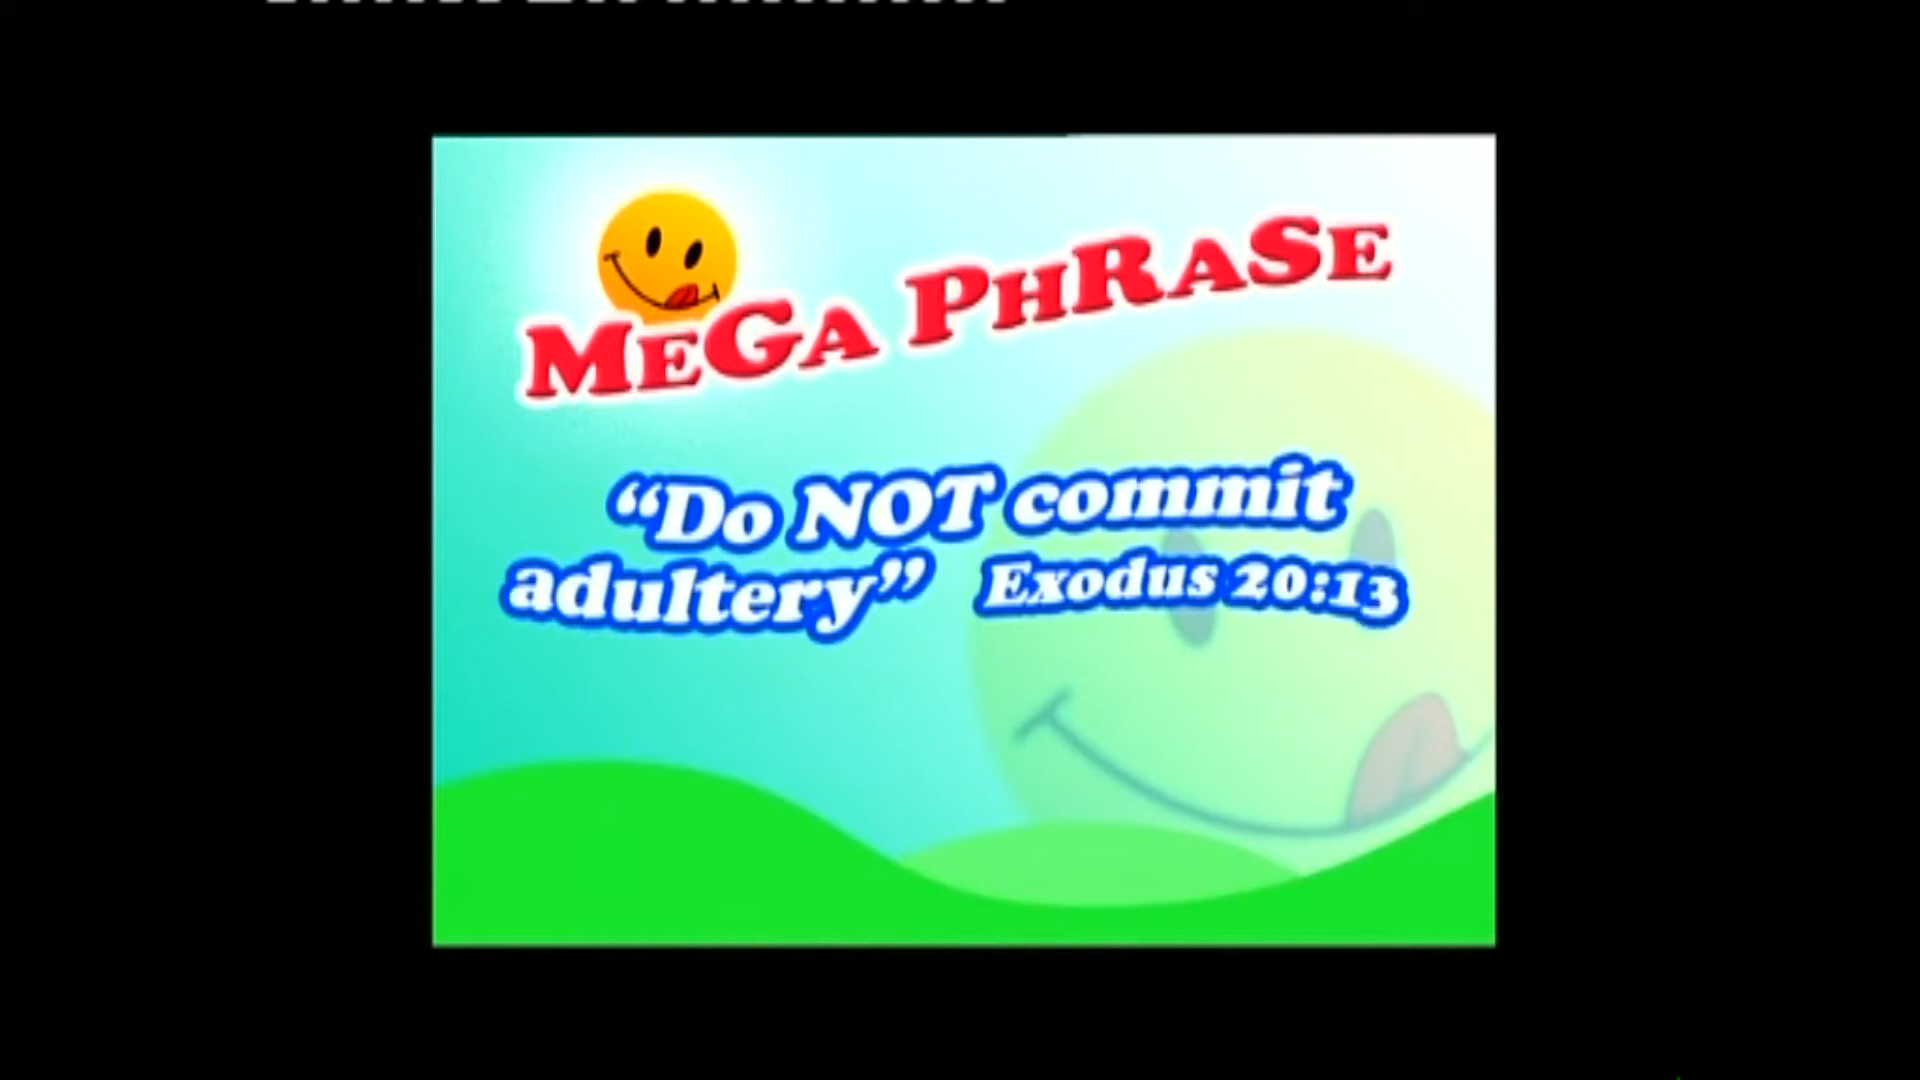 MEGA PHRASE
“Do NOT commit
adultery” Exodus 20:13